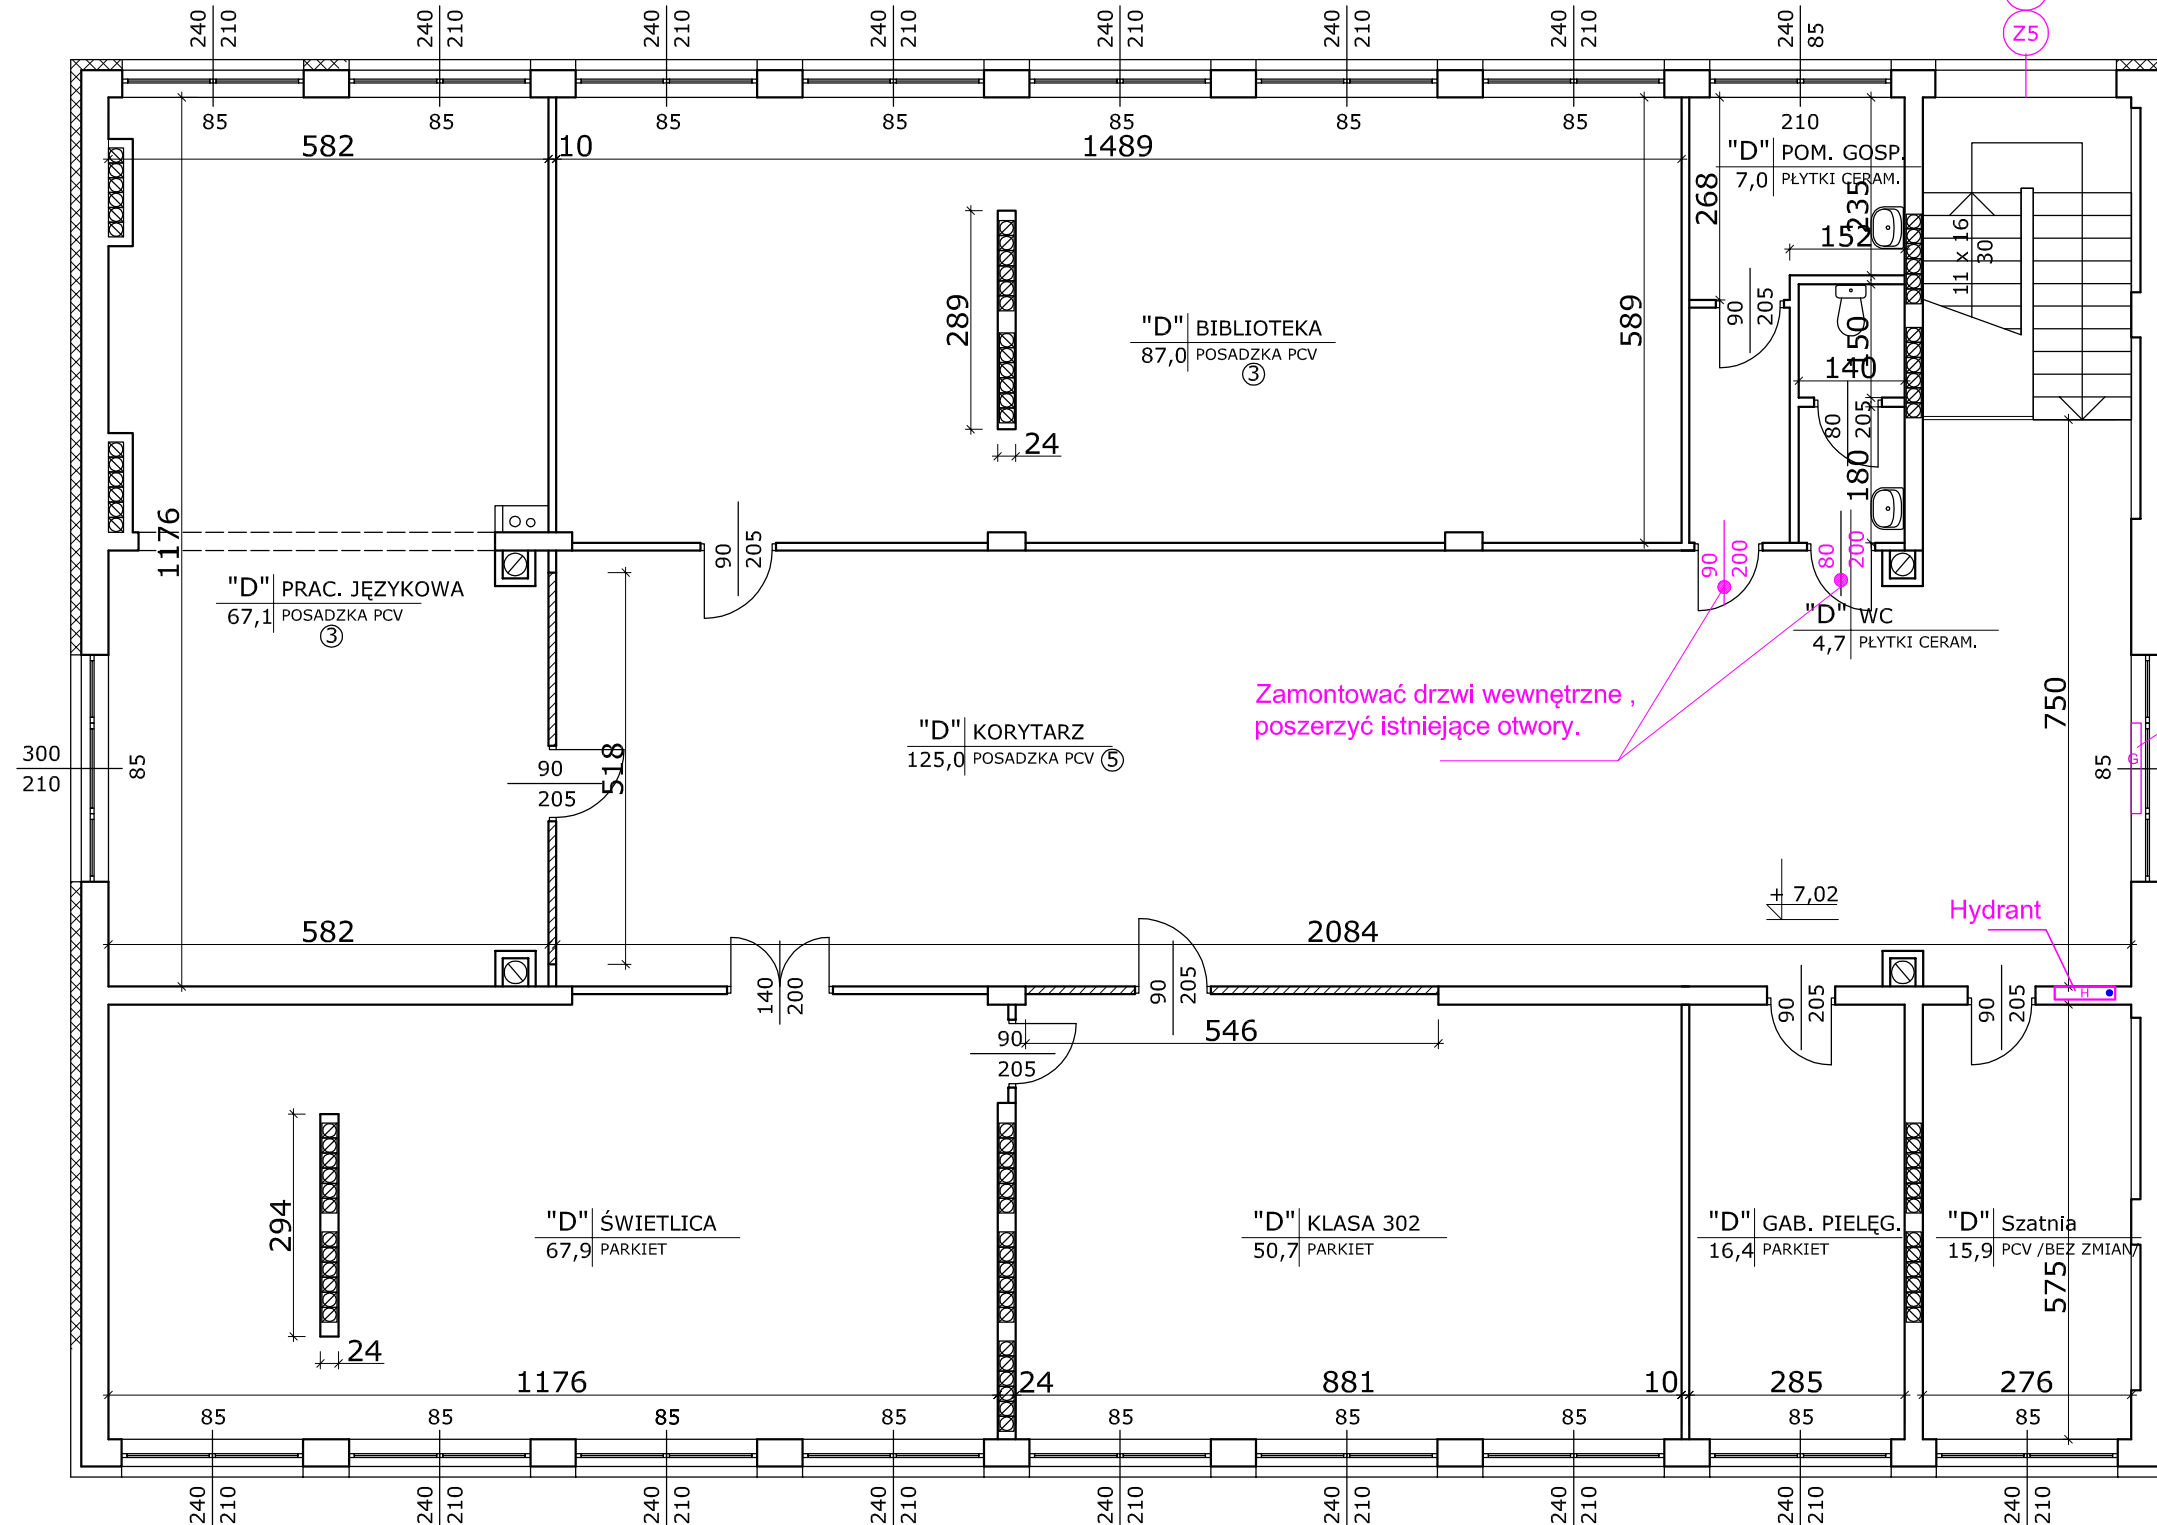 240 210 240 210 240 210 240 210 240 210 240 210 240 210 240 85
Z5
85 85 85 85 85 85 85 210
582 10 1489
"D" POM. GOSP.
7,0 PŁYTKI CERAM.
268 235
152
11 x 16
30
289
589
"D" BIBLIOTEKA
87,0 POSADZKA PCV
3
90 205
150
140
24
80 205
180
1176
90 205
90 200
80 200
"D" PRAC. JĘZYKOWA
67,1 POSADZKA PCV
3
"D" WC
4,7 PŁYTKI CERAM.
Zamontować drzwi wewnętrzne ,
poszerzyć istniejące otwory.
750
"D" KORYTARZ
125,0 POSADZKA PCV 5
300
210
85
90
205
518
85
G
+ 7,02
Hydrant
582 2084
140 200
90 205
90 205
90 205
H
90
205
546
294
"D" ŚWIETLICA
67,9 PARKIET
"D" KLASA 302
50,7 PARKIET
"D" GAB. PIELĘG.
16,4 PARKIET
"D" Szatnia
15,9 PCV /BEZ ZMIAN/
575
24
1176 24 881 10 285 276
85 85 85 85 85 85 85 85 85
240 210 240 210 240 210 240 210 240 210 240 210 240 210 240 210 240 210